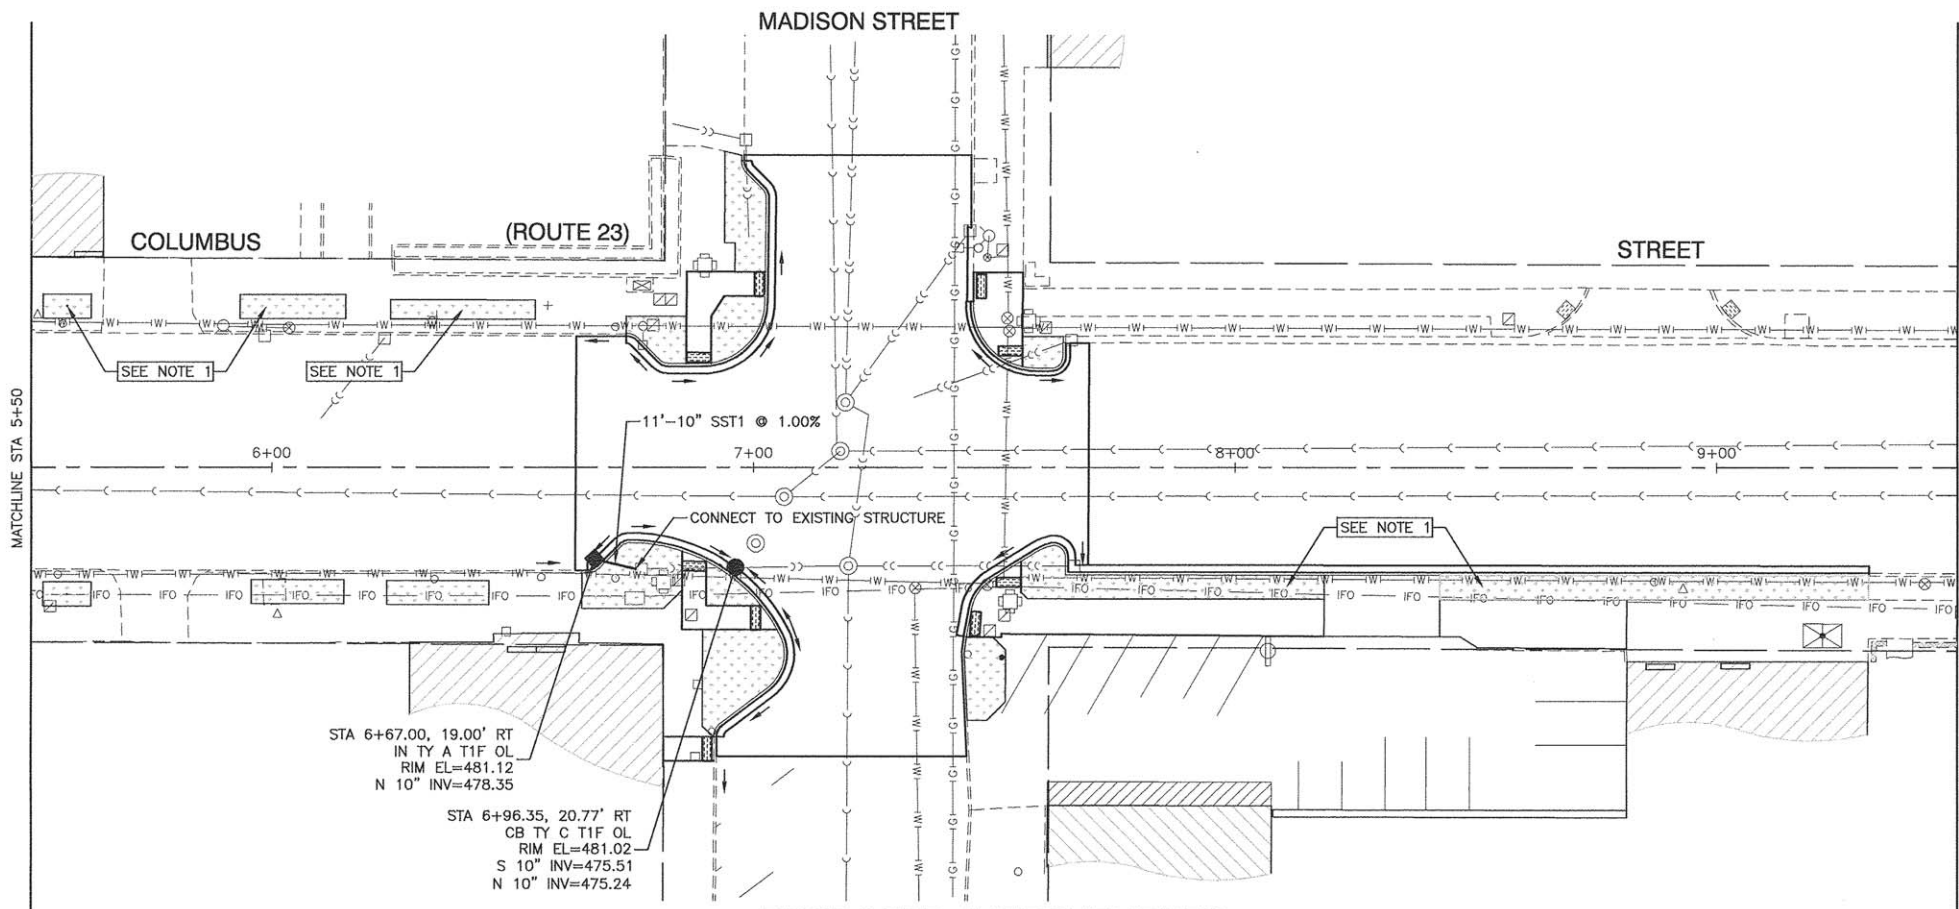 MADISON STREET
COLUMBUS
(ROUTE 23)
STREET
SEE NOTE 1
SEE NOTE 1
MATCHLINE STA 5+50
11'-10" SST1 @ 1.00%
6+00
7+00
8+00
9+00
CONNECT TO EXISTING STRUCTURE
SEE NOTE 1
STA 6+67.00, 19.00' RT
IN TY A T1F OL
RIM EL=481.12
N 10" INV=478.35
STA 6+96.35, 20.77' RT
CB TY C T1F OL
RIM EL=481.02
S 10" INV=475.51
N 10" INV=475.24